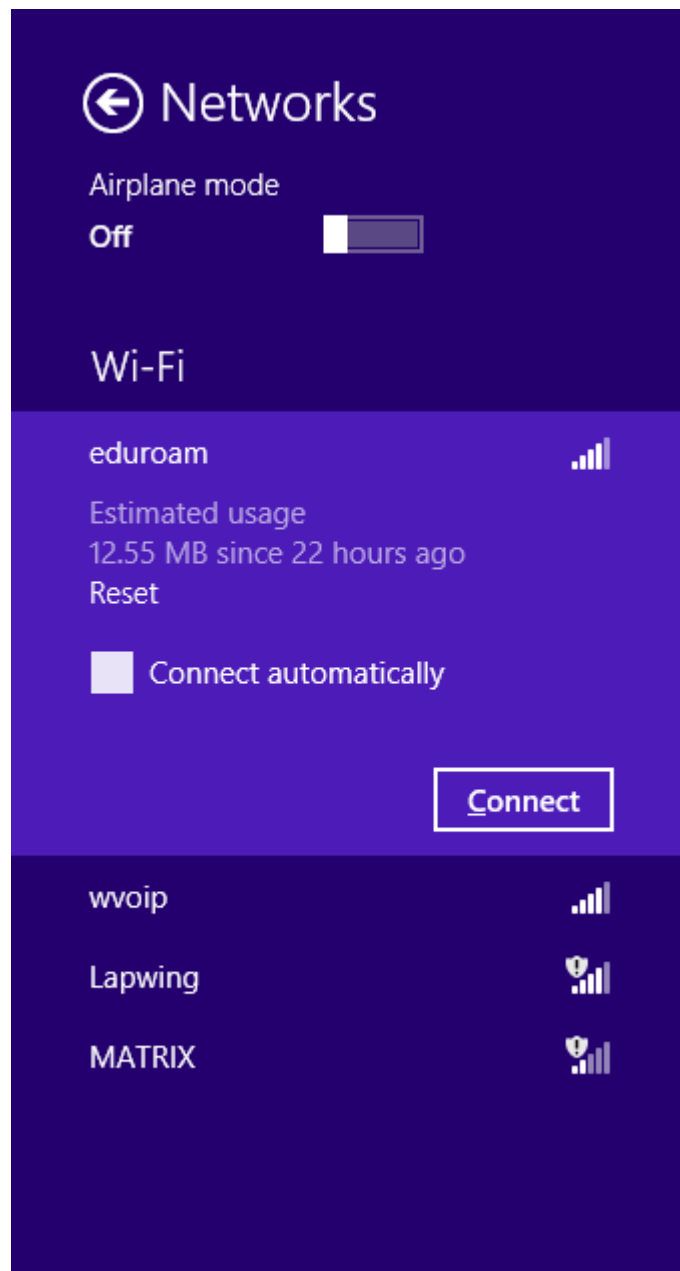 Networks
Airplane mode
Off
Wi-Fi
eduroam
Estimated usage
12.55 MB since 22 hours ago
Reset
Connect automatically
Connect
wvoip
Lapwing
MATRIX